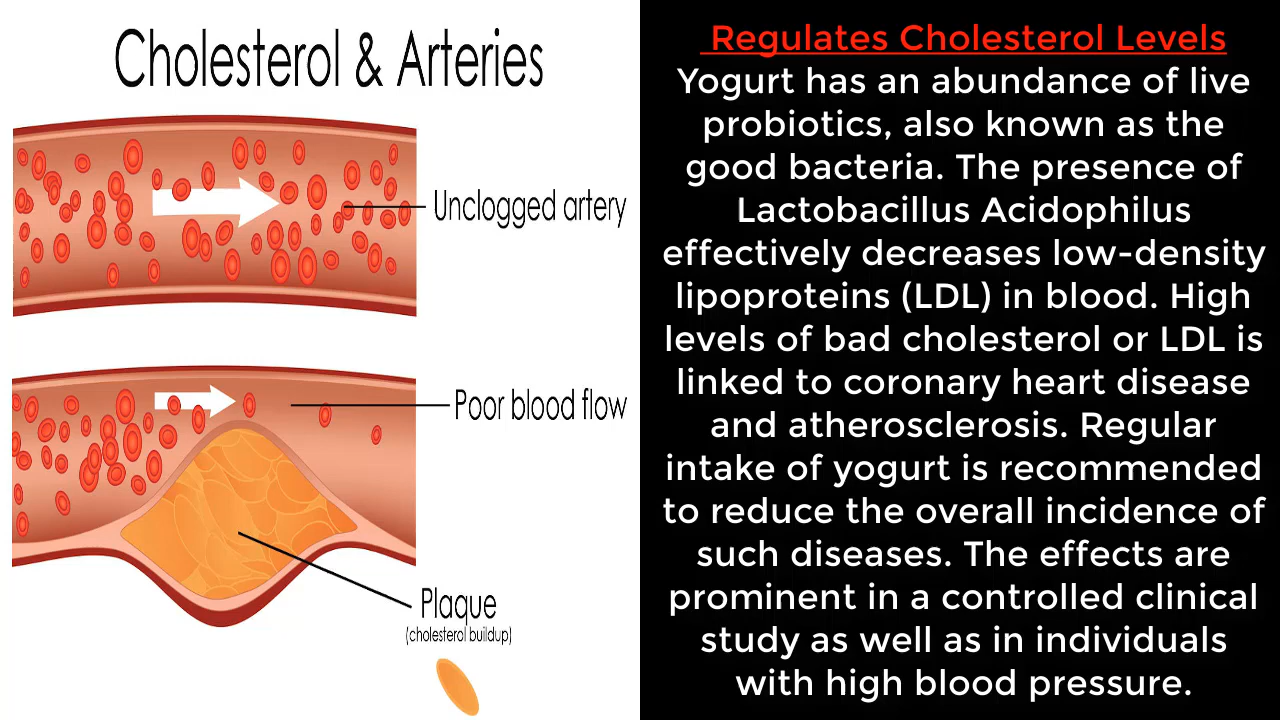 Cholesterol & Arteries
Unclogged artery
Poor blood flow
Plaque
(cholesterol buildup)
Regulates Cholesterol Levels
Yogurt has an abundance of live
probiotics, also known as the
good bacteria. The presence of
Lactobacillus Acidophilus
effectively decreases low-density
lipoproteins (LDL) in blood. High
levels of bad cholesterol or LDL is
linked to coronary heart disease
and atherosclerosis. Regular
intake of yogurt is recommended
to reduce the overall incidence of
such diseases. The effects are
prominent in a controlled clinical
study as well as in individuals
with high blood pressure.